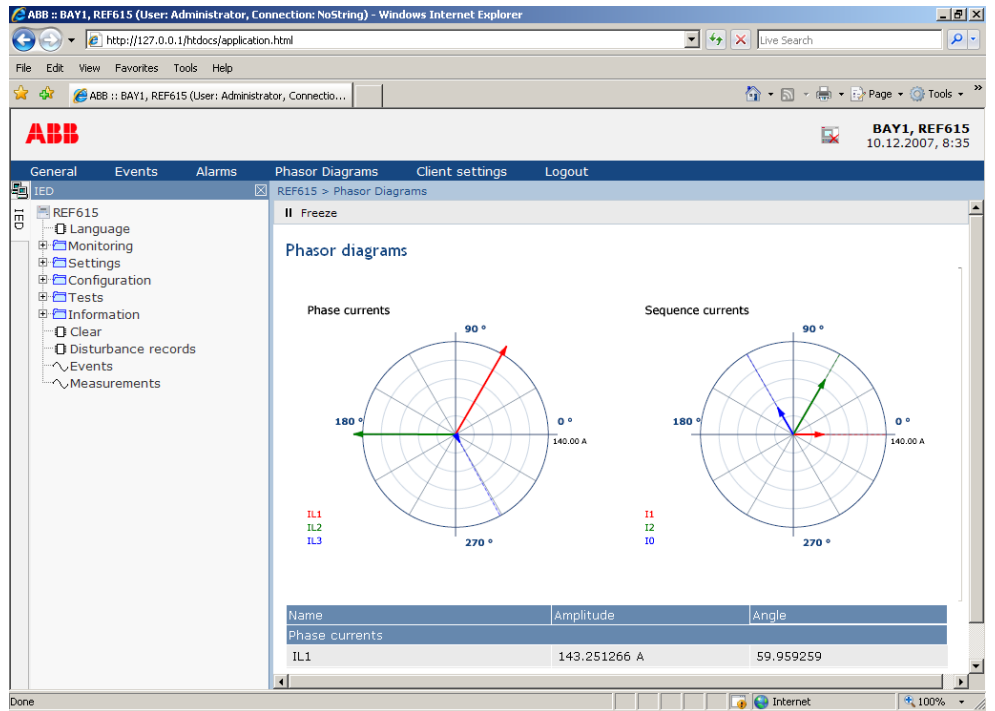 ABB :: BAY1, REF615 (User: Administrator, Connection: NoString) - Windows Internet Explorer
http://127.0.0.1/htdocs/application.html
Live Search
File Edit View Favorites Tools Help
ABB :: BAY1, REF615 (User: Administrator, Connectio...
Page Tools »
ABB
BAY1, REF615
10.12.2007, 8:35
General Events Alarms Phasor Diagrams Client settings Logout
IED
IED
REF615 > Phasor Diagrams
REF615
Language
Monitoring
Settings
Configuration
Tests
Information
Clear
Disturbance records
Events
Measurements
Freeze
Phasor diagrams
Phase currents
90 °
180 °
0 °
140.00 A
270 °
IL1
IL2
IL3
Sequence currents
90 °
180 °
0 °
140.00 A
270 °
I1
I2
I0
Name Amplitude Angle
Phase currents
IL1 143.251266 A 59.959259
Done
Internet
100%